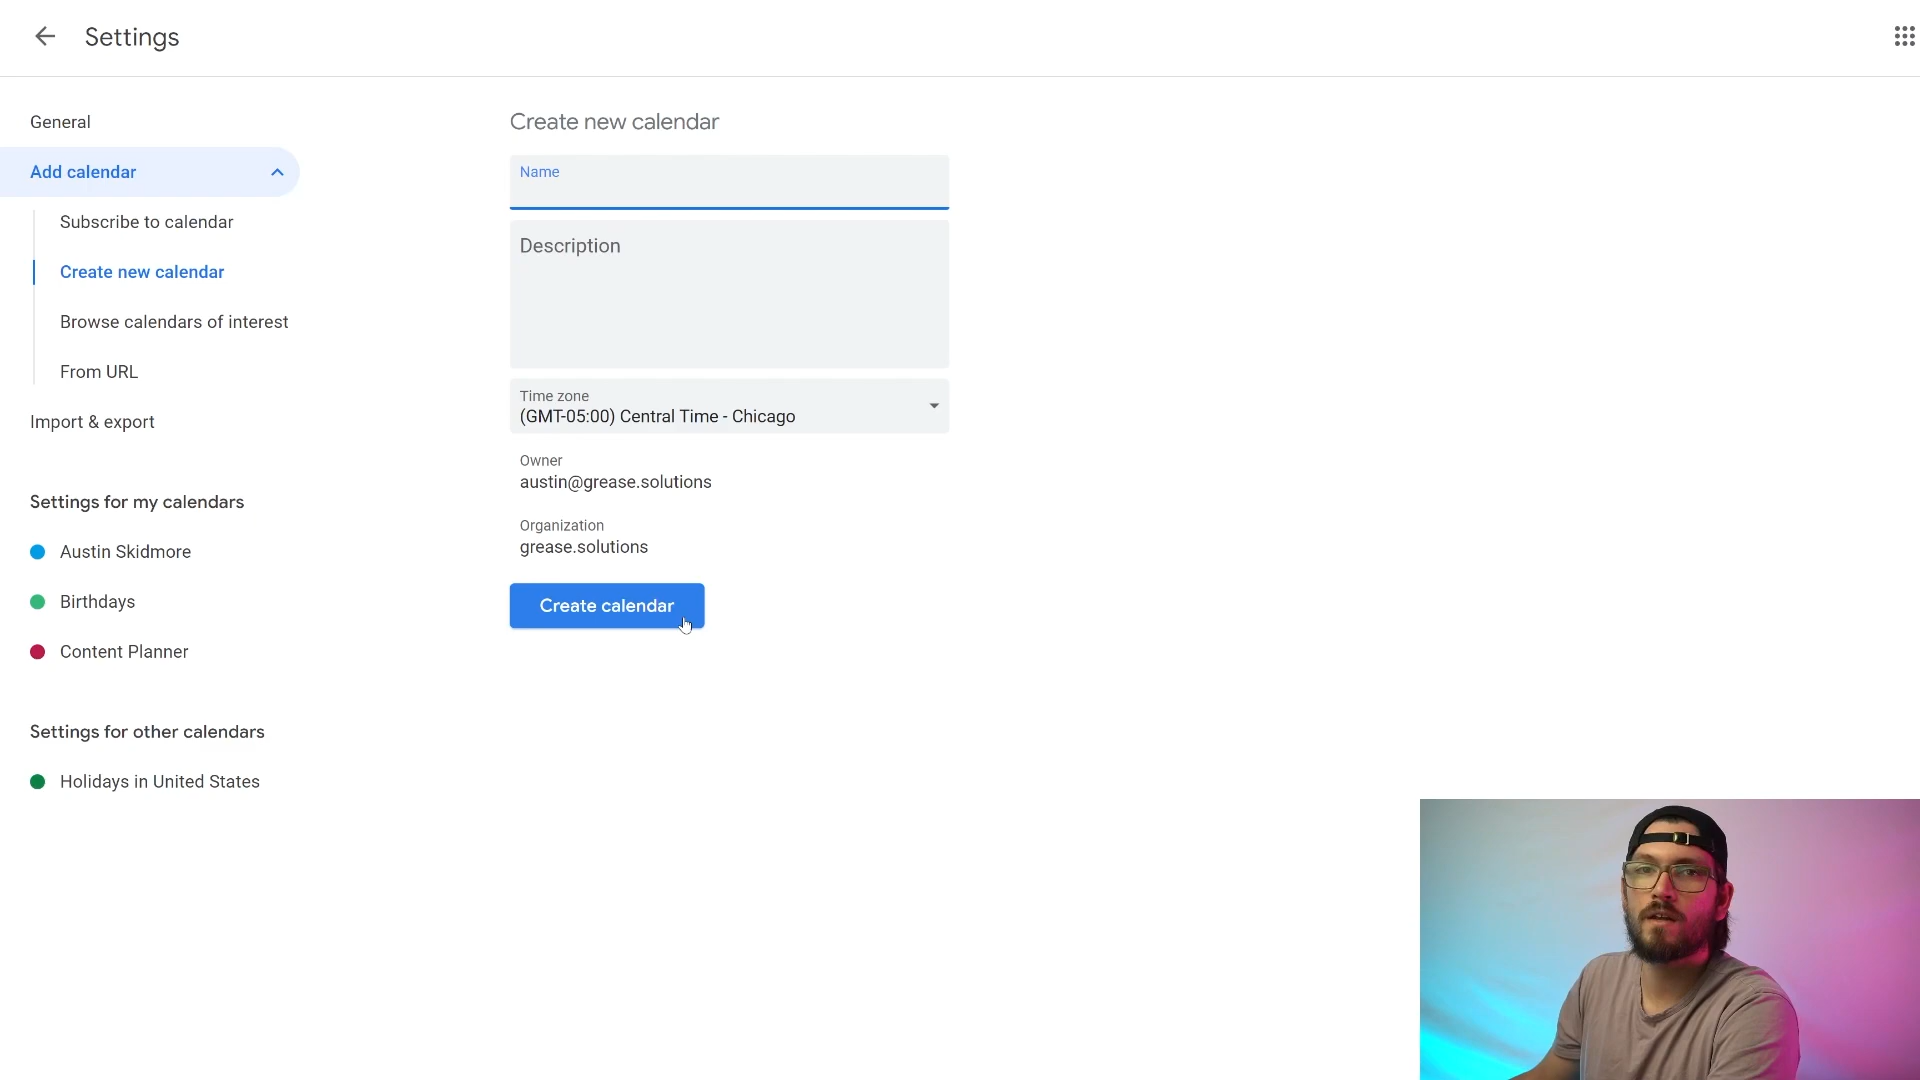 Settings
General
Add calendar
Subscribe to calendar
Create new calendar
Browse calendars of interest
From URL
Import & export
Settings for my calendars
Austin Skidmore
Birthdays
Content Planner
Settings for other calendars
Holidays in United States
Create new calendar
Name
Description
Time zone
(GMT-05:00) Central Time - Chicago
Owner
austin@grease.solutions
Organization
grease.solutions
Create calendar